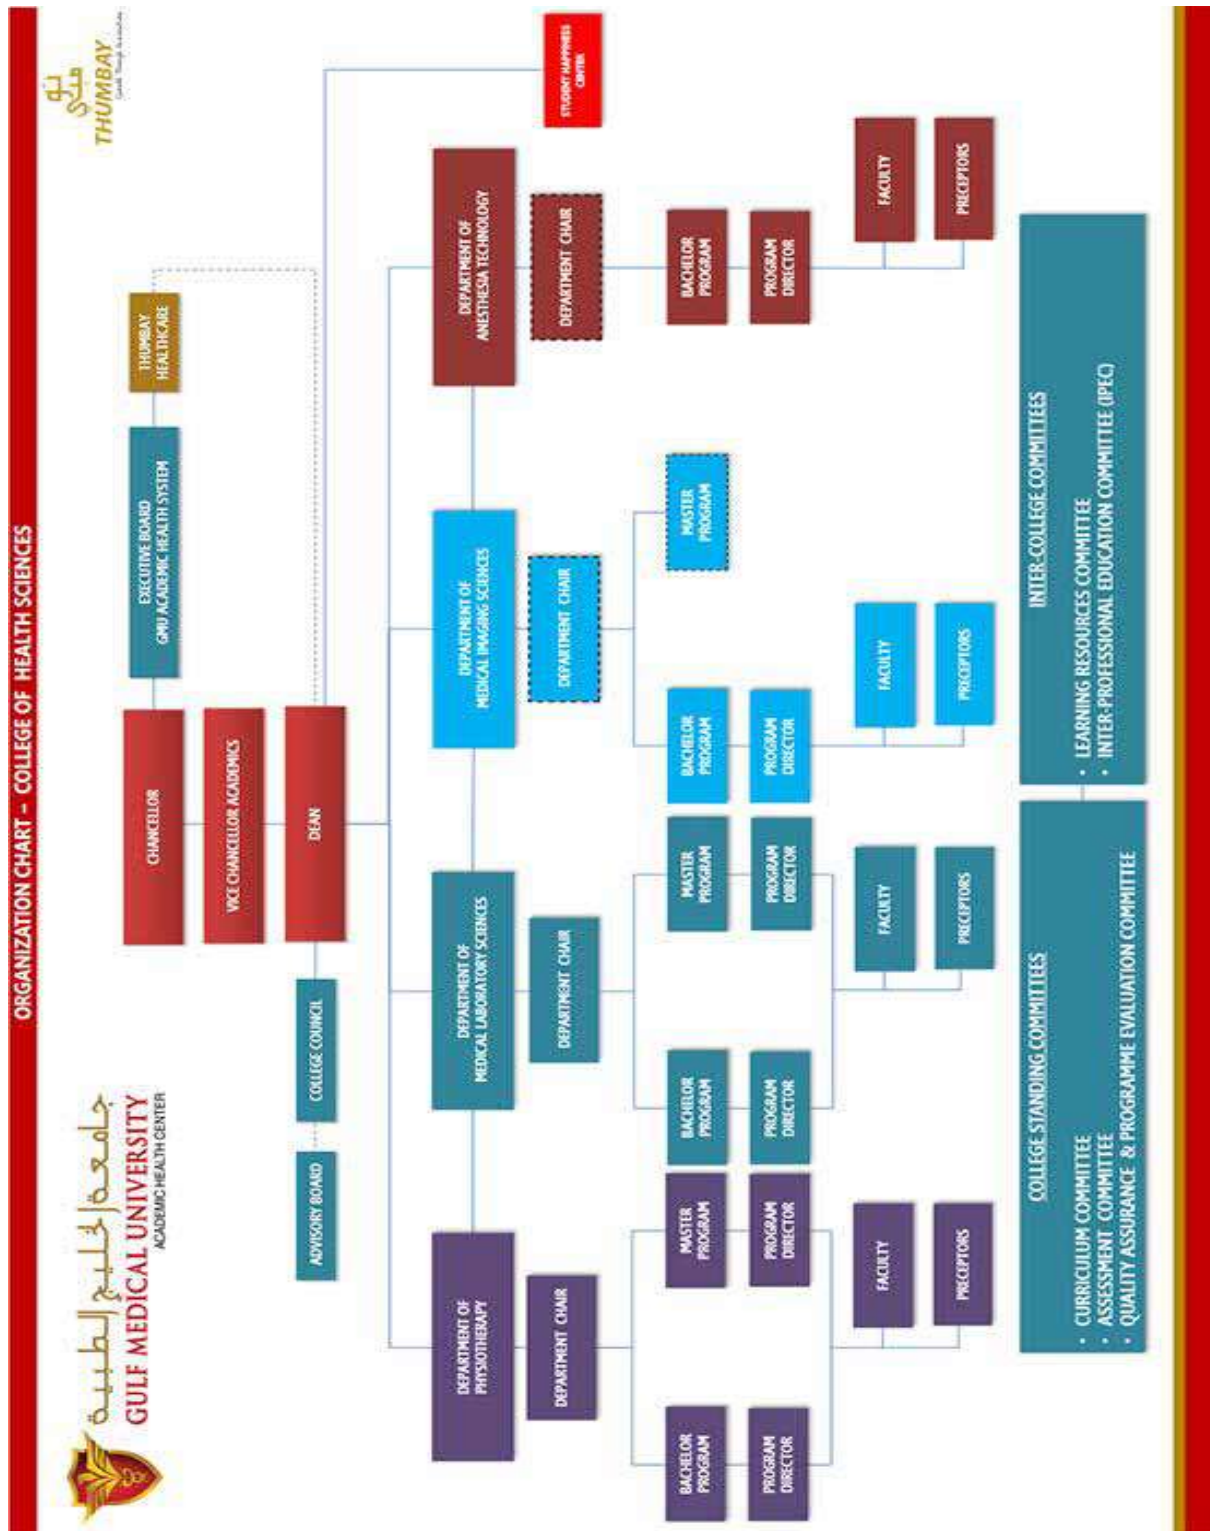 ORGANIZATION CHART – COLLEGE OF HEALTH SCIENCES
جامعة الخليج الطبية
GULF MEDICAL UNIVERSITY
ACADEMIC HEALTH CENTER
THUMBAY
CHANCELLOR
EXECUTIVE BOARD
GMU ACADEMIC HEALTH SYSTEM
THUMBAY
HEALTHCARE
VICE CHANCELLOR ACADEMICS
ADVISORY BOARD
COLLEGE COUNCIL
DEAN
DEPARTMENT OF
PHYSIOTHERAPY
DEPARTMENT OF
MEDICAL LABORATORY SCIENCES
DEPARTMENT OF
MEDICAL IMAGING SCIENCES
DEPARTMENT OF
ANESTHESIA TECHNOLOGY
STUDENT HAPPINESS
CENTER
DEPARTMENT CHAIR
DEPARTMENT CHAIR
DEPARTMENT CHAIR
DEPARTMENT CHAIR
BACHELOR
PROGRAM
MASTER
PROGRAM
BACHELOR
PROGRAM
MASTER
PROGRAM
BACHELOR
PROGRAM
MASTER
PROGRAM
BACHELOR
PROGRAM
PROGRAM
DIRECTOR
PROGRAM
DIRECTOR
PROGRAM
DIRECTOR
PROGRAM
DIRECTOR
PROGRAM
DIRECTOR
PROGRAM
DIRECTOR
FACULTY
FACULTY
FACULTY
FACULTY
PRECEPTORS
PRECEPTORS
PRECEPTORS
PRECEPTORS
COLLEGE STANDING COMMITTEES
• CURRICULUM COMMITTEE
• ASSESSMENT COMMITTEE
• QUALITY ASSURANCE & PROGRAMME EVALUATION COMMITTEE
INTER-COLLEGE COMMITTEES
• LEARNING RESOURCES COMMITTEE
• INTER-PROFESSIONAL EDUCATION COMMITTEE (IPEC)